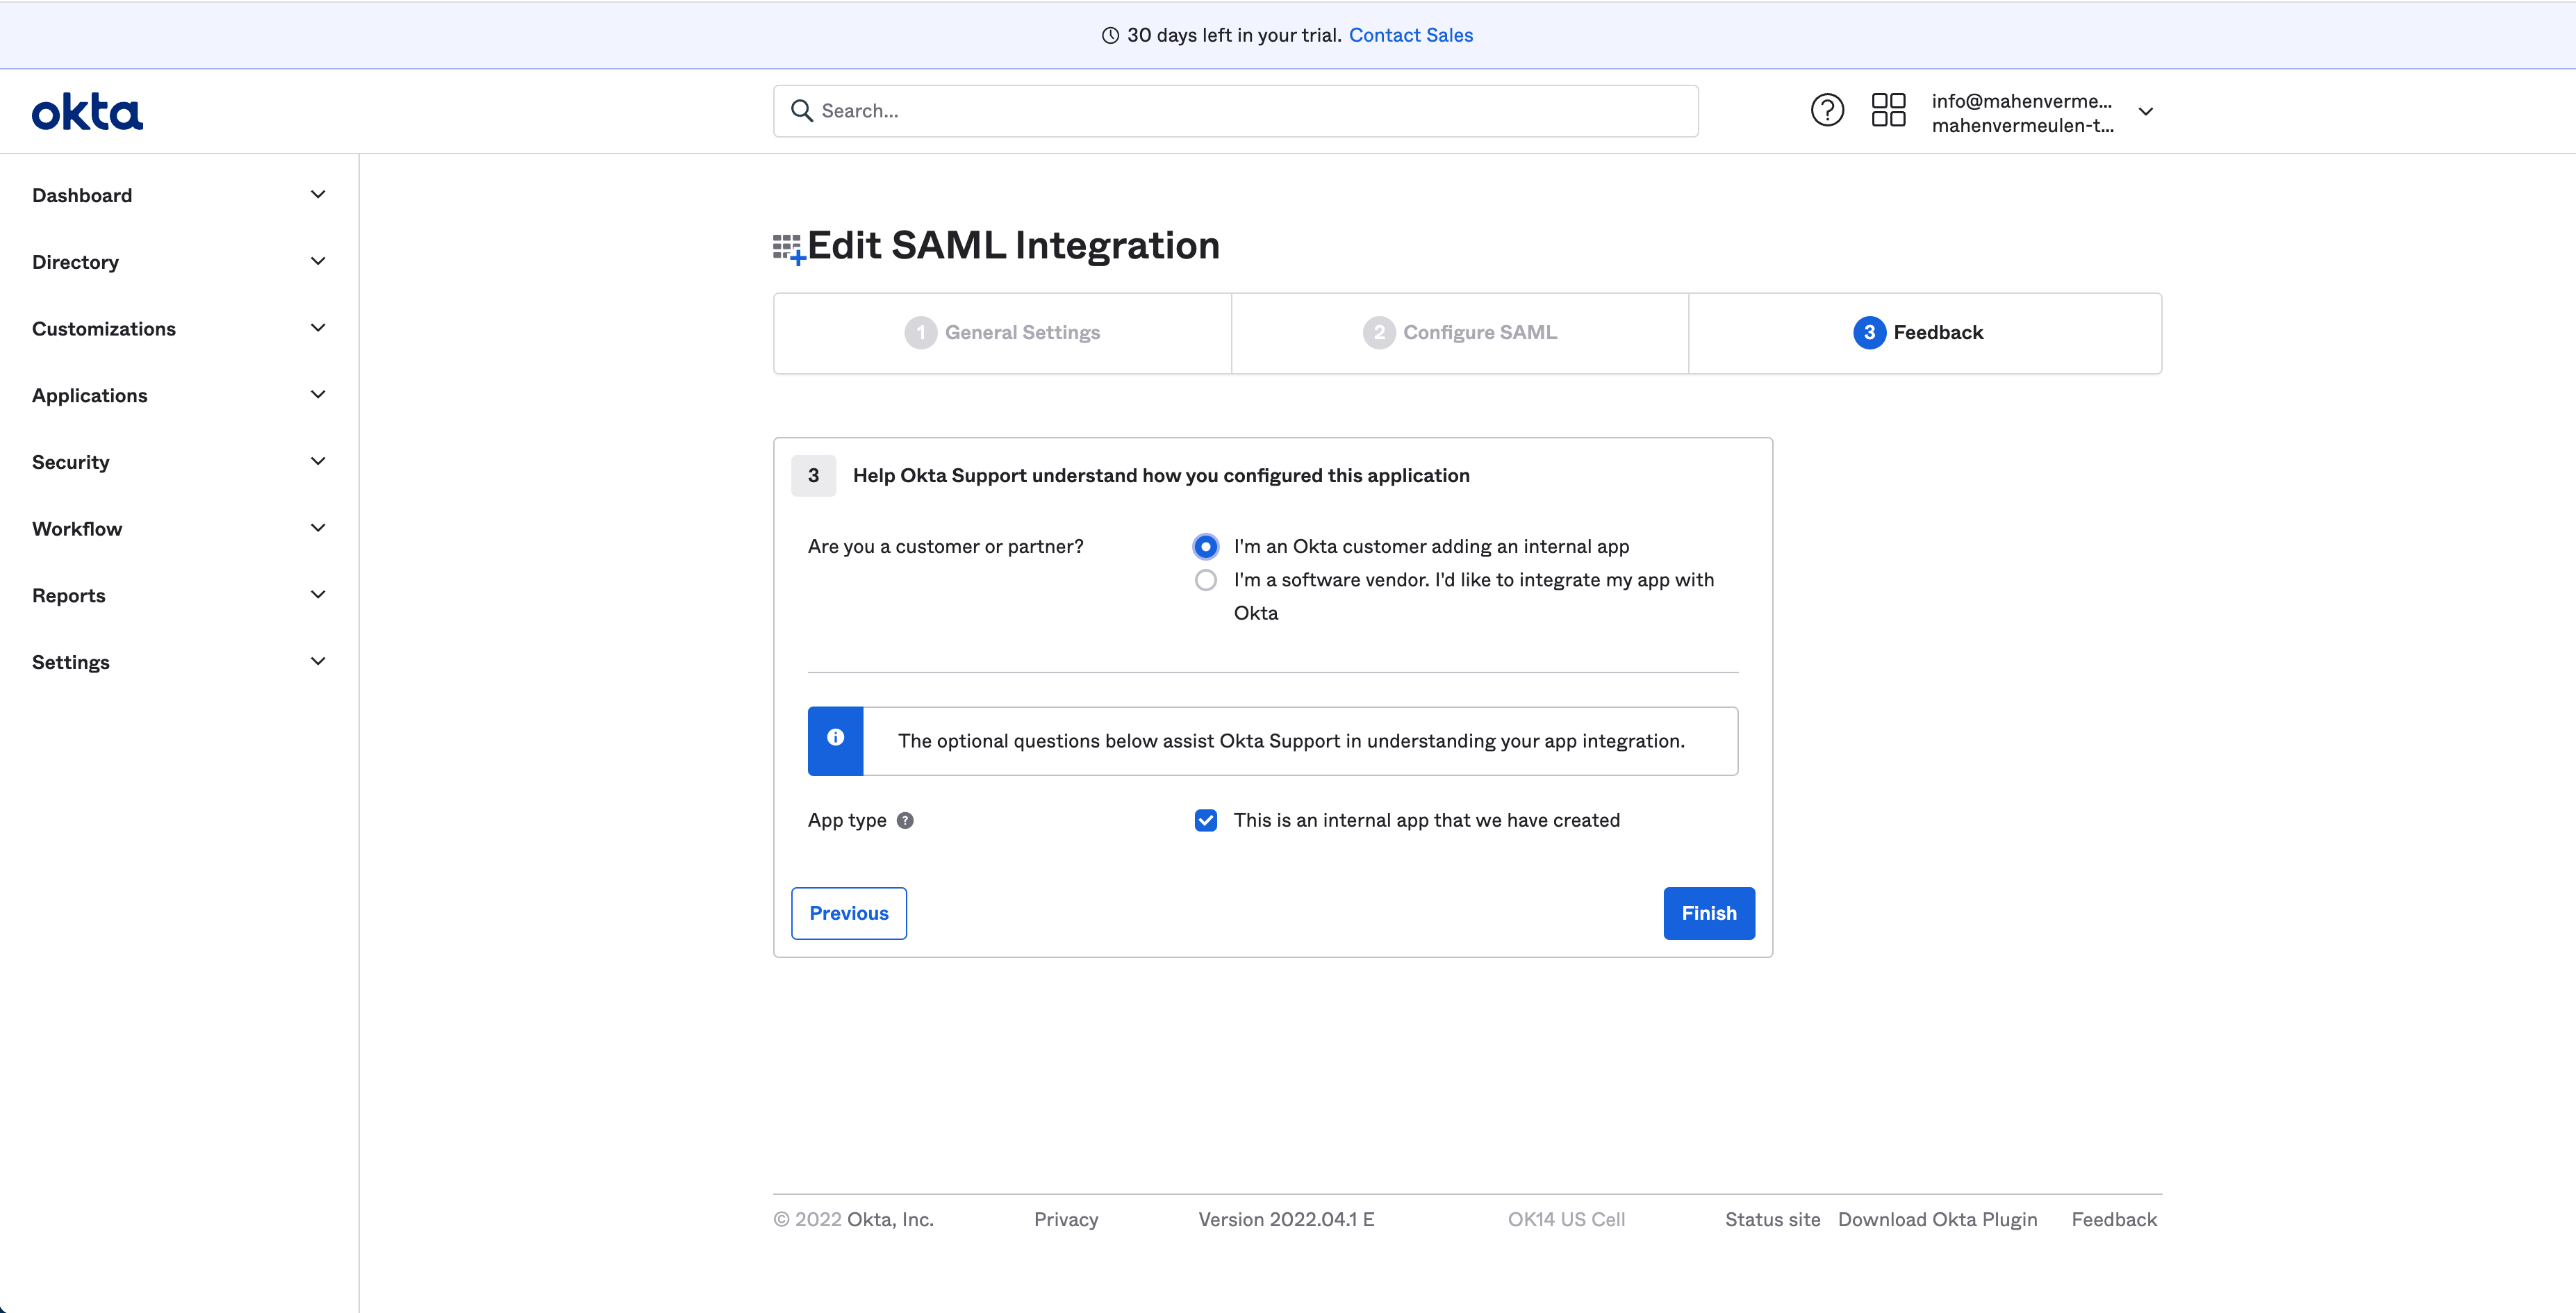 30 days left in your trial. Contact Sales
okta
Search...
info@mahenverme...
mahenvermeulen-t...
Dashboard
Directory
Customizations
Applications
Security
Workflow
Reports
Settings
Edit SAML Integration
1 General Settings
2 Configure SAML
3 Feedback
3 Help Okta Support understand how you configured this application
Are you a customer or partner?
I'm an Okta customer adding an internal app
I'm a software vendor. I'd like to integrate my app with
Okta
The optional questions below assist Okta Support in understanding your app integration.
App type
This is an internal app that we have created
Previous
Finish
© 2022 Okta, Inc. Privacy Version 2022.04.1 E OK14 US Cell Status site Download Okta Plugin Feedback